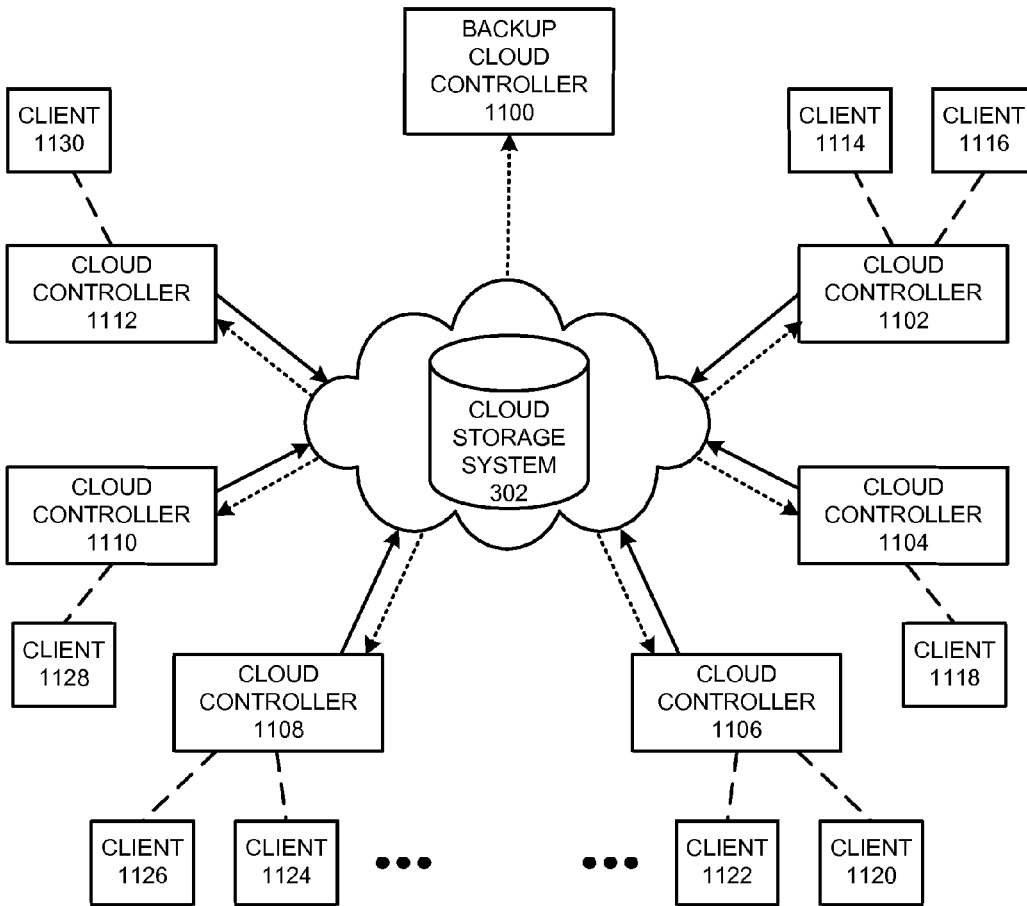 BACKUP
CLOUD
CONTROLLER
1100
CLIENT
1130
CLIENT
1114
CLIENT
1116
CLOUD
CONTROLLER
1112
CLOUD
CONTROLLER
1102
CLOUD
STORAGE
SYSTEM
302
CLOUD
CONTROLLER
1110
CLOUD
CONTROLLER
1104
CLIENT
1128
CLOUD
CONTROLLER
1108
CLOUD
CONTROLLER
1106
CLIENT
1118
CLIENT
1126
CLIENT
1124
CLIENT
1122
CLIENT
1120